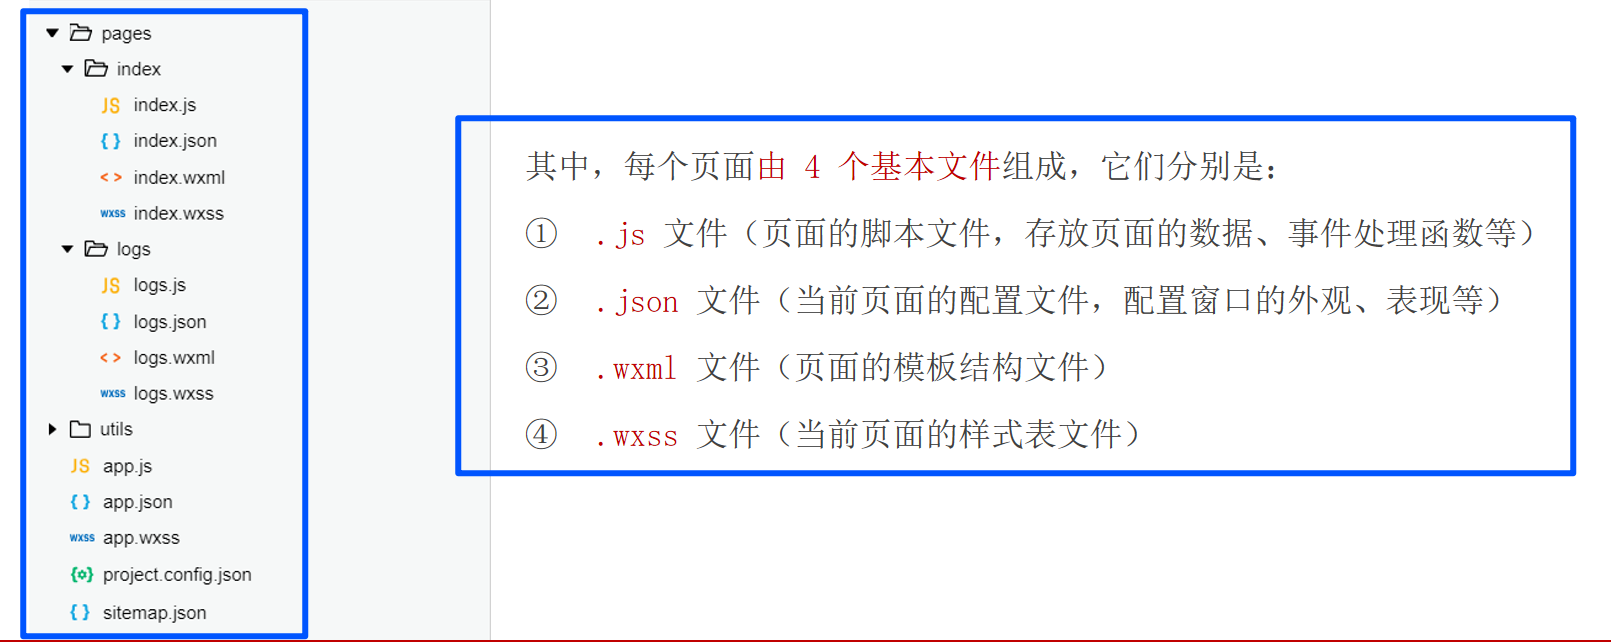 pages
index
JS index.js
{ } index.json
< > index.wxml
wxss index.wxss
logs
JS logs.js
{ } logs.json
< > logs.wxml
wxss logs.wxss
utils
JS app.js
{ } app.json
wxss app.wxss
project.config.json
{ } sitemap.json
其中，每个页面由 4 个基本文件组成，它们分别是：
① .js 文件（页面的脚本文件，存放页面的数据、事件处理函数等）
② .json 文件（当前页面的配置文件，配置窗口的外观、表现等）
③ .wxml 文件（页面的模板结构文件）
④ .wxss 文件（当前页面的样式表文件）